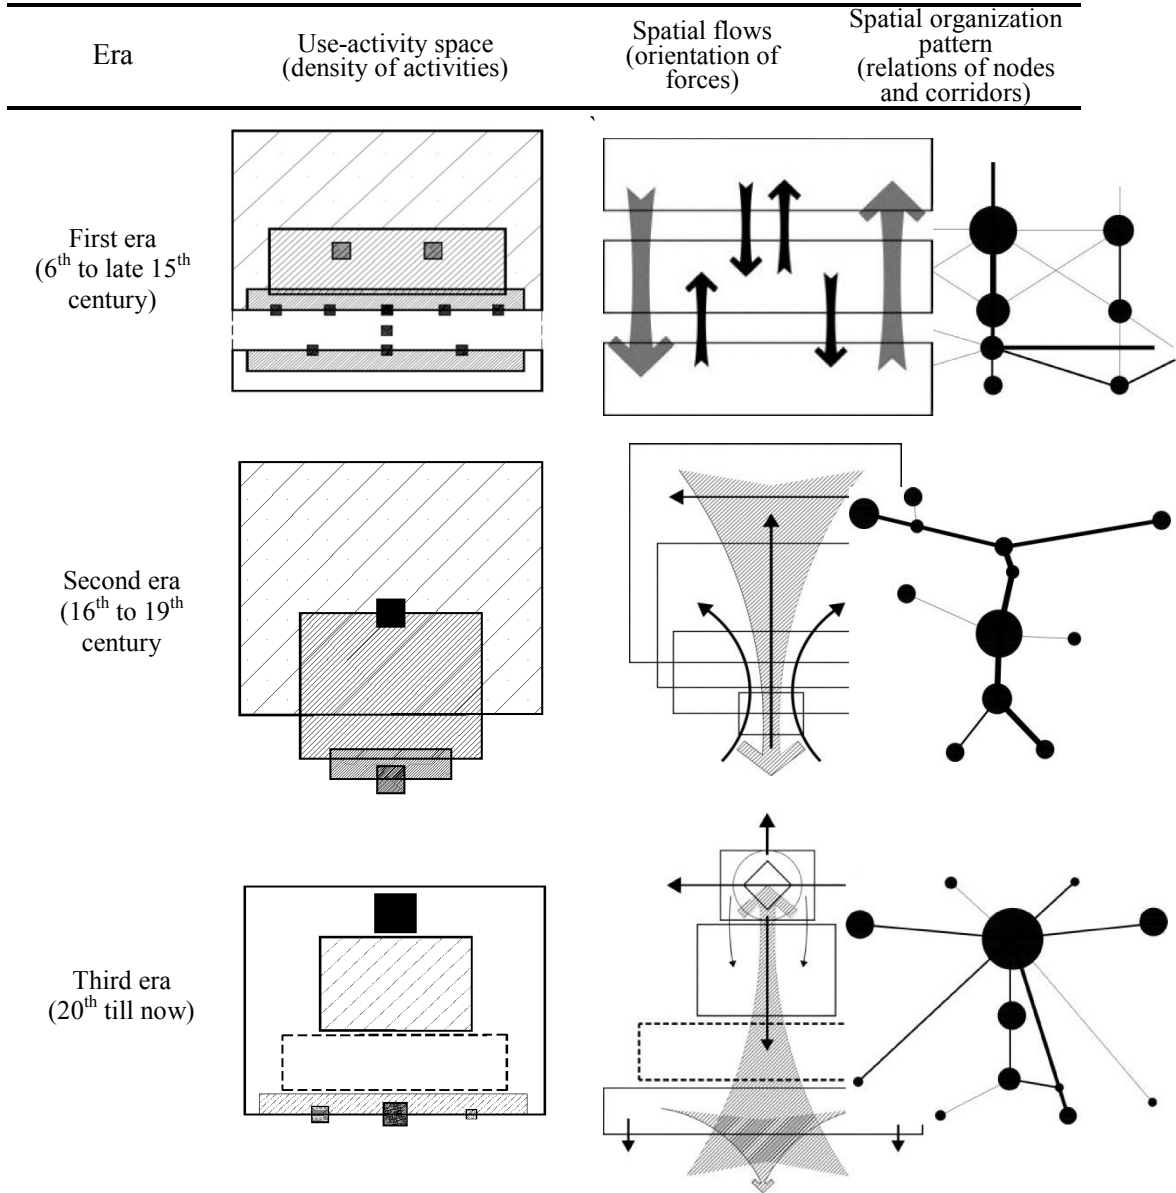 Era
Use-activity space
(density of activities)
Spatial flows
(orientation of
forces)
Spatial organization
pattern
(relations of nodes
and corridors)
First era
(6th to late 15th
century)
Second era
(16th to 19th
century
Third era
(20th till now)